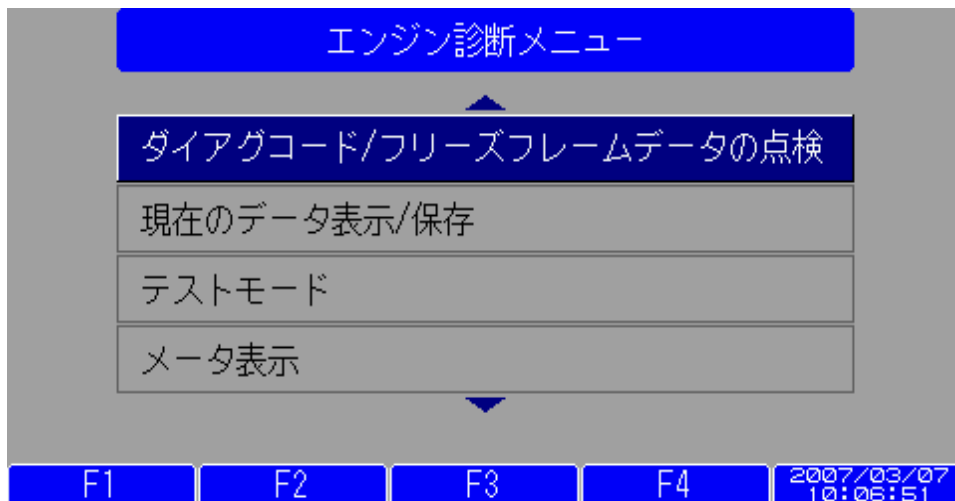 エンジン診断メニュー
ダイアグコード/フリーズフレームデータの点検
現在のデータ表示/保存
テストモード
メータ表示
F1 F2 F3 F4 2007/03/07
10:06:51